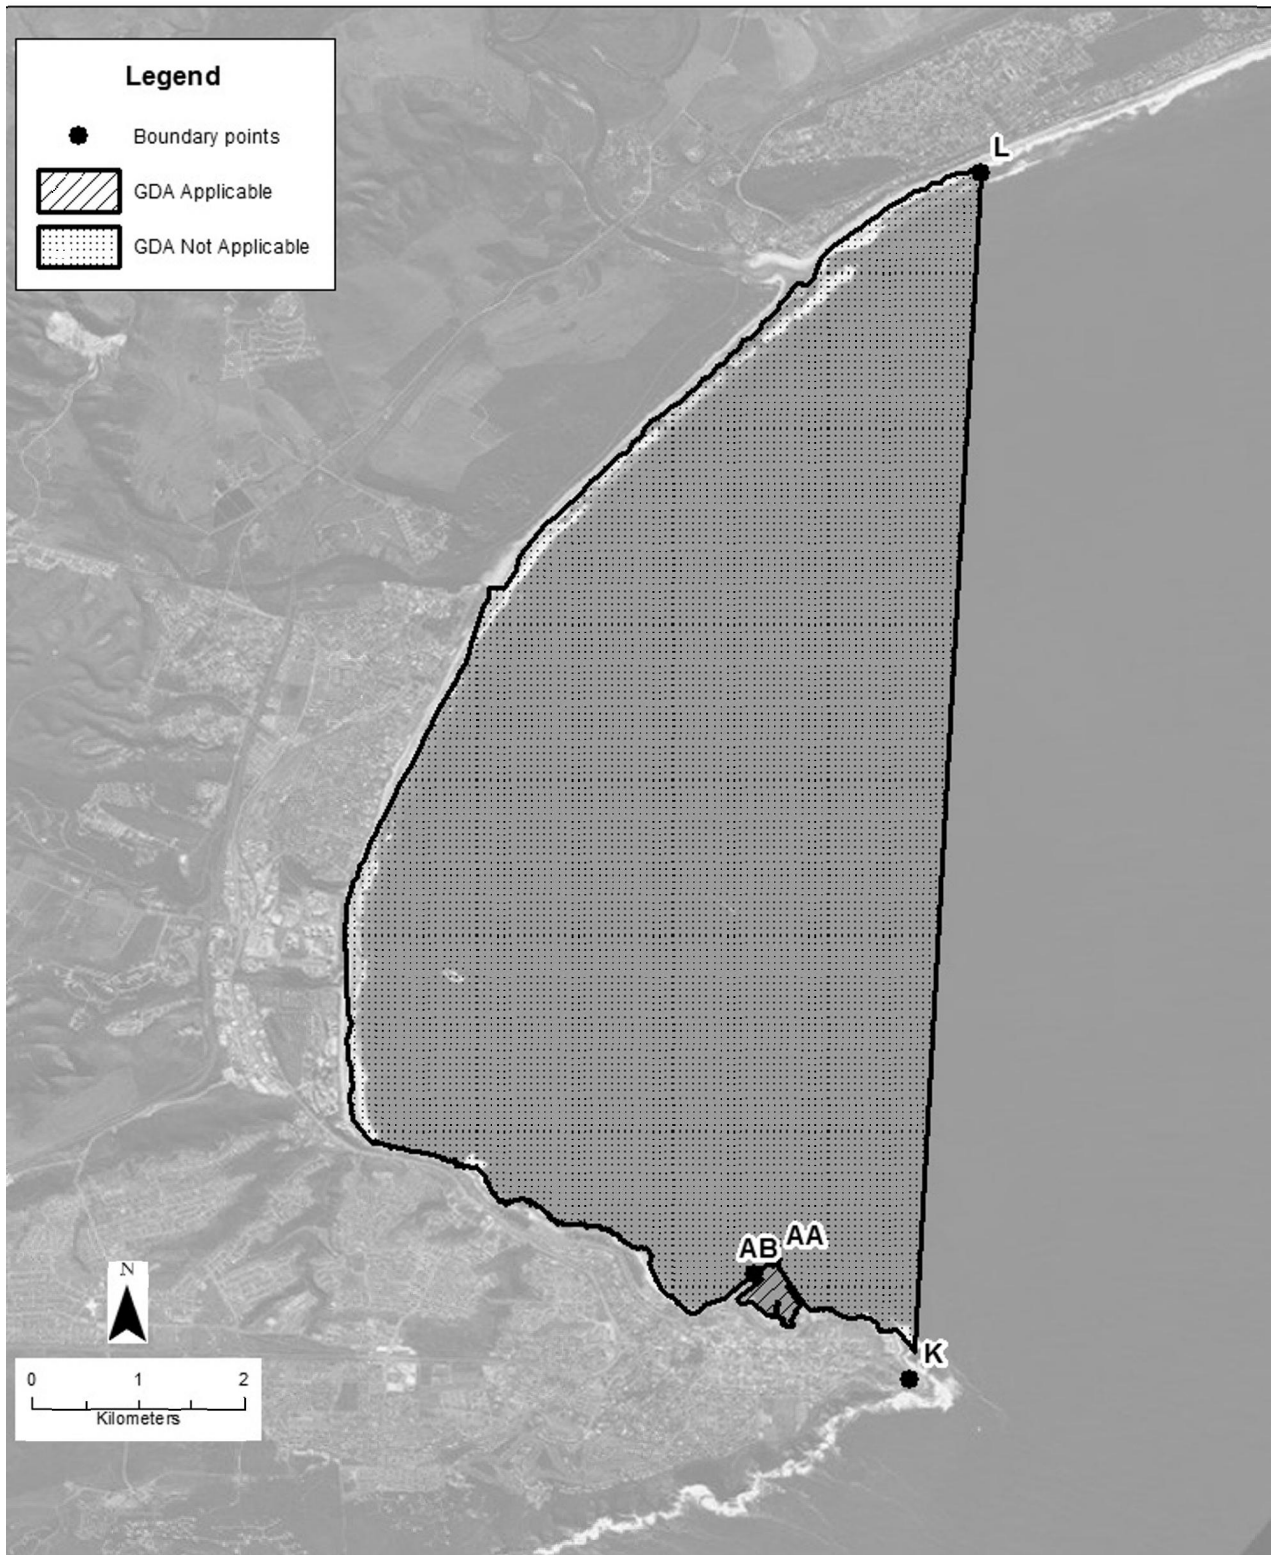 Legend
Boundary points
GDA Applicable
GDA Not Applicable
L
AB
AA
K
N
0 1 2
Kilometers